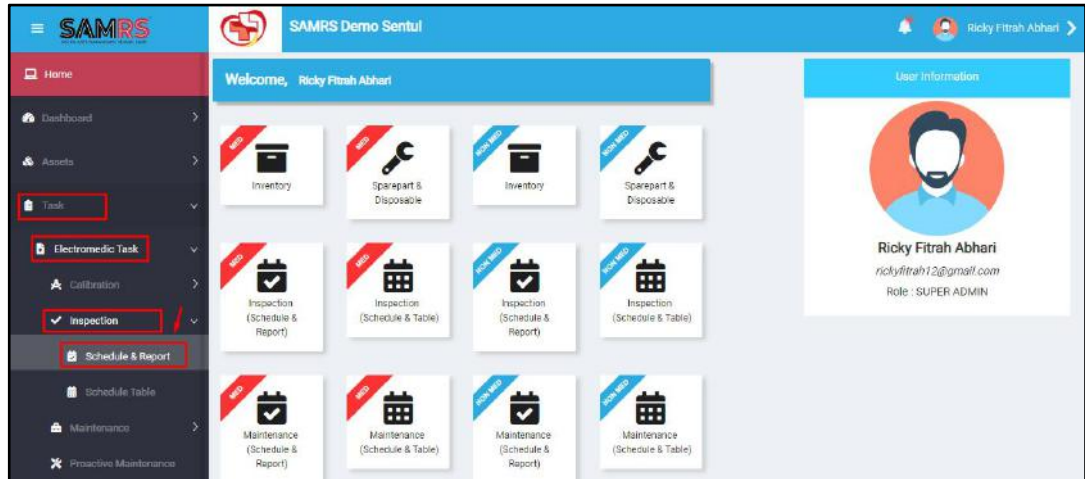 SAMRS
SAMRS Demo Sentul
Ricky Fitrah Abhari
Home
Dashboard
Assets
Task
Electromedic Task
Calibration
Inspection
Schedule & Report
Schedule Table
Maintenance
Proactive Maintenance
Welcome, Ricky Fitrah Abhari
MED
Inventory
MED
Sparepart &
Disposable
NON MED
Inventory
NON MED
Sparepart &
Disposable
MED
Inspection
(Schedule &
Report)
MED
Inspection
(Schedule & Table)
NON MED
Inspection
(Schedule &
Report)
NON MED
Inspection
(Schedule & Table)
MED
Maintenance
(Schedule &
Report)
MED
Maintenance
(Schedule & Table)
NON MED
Maintenance
(Schedule &
Report)
NON MED
Maintenance
(Schedule & Table)
User Information
Ricky Fitrah Abhari
rickyfitrah12@gmail.com
Role : SUPER ADMIN